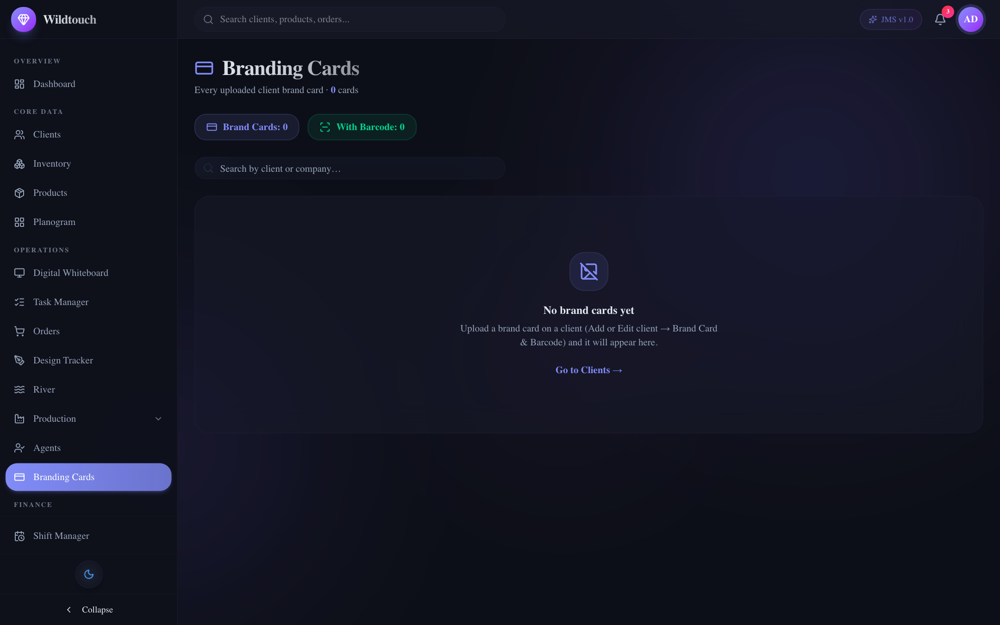 Wildtouch
Search clients, products, orders...
JMS v1.0
3
AD
OVERVIEW
Dashboard
CORE DATA
Clients
Inventory
Products
Planogram
OPERATIONS
Digital Whiteboard
Task Manager
Orders
Design Tracker
River
Production
Agents
Branding Cards
FINANCE
Shift Manager
Collapse
Branding Cards
Every uploaded client brand card · 0 cards
Brand Cards: 0
With Barcode: 0
Search by client or company…
No brand cards yet
Upload a brand card on a client (Add or Edit client → Brand Card
& Barcode) and it will appear here.
Go to Clients →